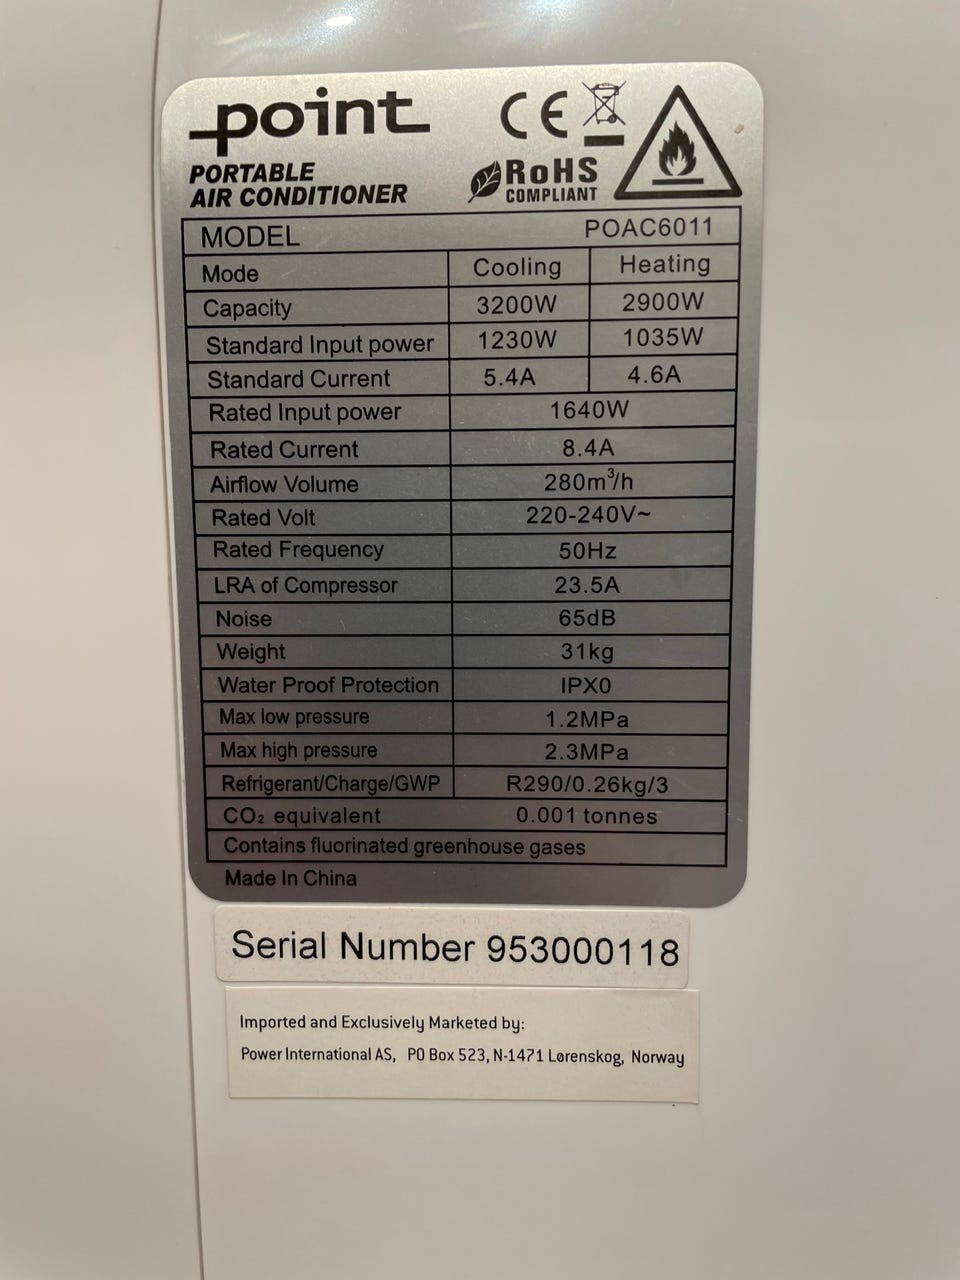 point
CE
PORTABLE
AIR CONDITIONER
RoHS
COMPLIANT
MODEL POAC6011
Mode Cooling Heating
Capacity 3200W 2900W
Standard Input power 1230W 1035W
Standard Current 5.4A 4.6A
Rated Input power 1640W
Rated Current 8.4A
Airflow Volume 280m³/h
Rated Volt 220-240V~
Rated Frequency 50Hz
LRA of Compressor 23.5A
Noise 65dB
Weight 31kg
Water Proof Protection IPX0
Max low pressure 1.2MPa
Max high pressure 2.3MPa
Refrigerant/Charge/GWP R290/0.26kg/3
CO₂ equivalent 0.001 tonnes
Contains fluorinated greenhouse gases
Made In China
Serial Number 953000118
Imported and Exclusively Marketed by:
Power International AS, PO Box 523, N-1471 Lørenskog, Norway